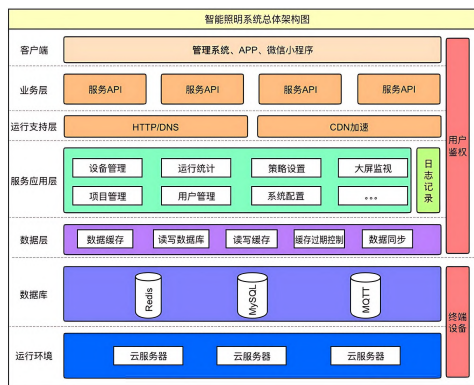 智能照明系统总体架构图
客户端
管理系统、APP、微信小程序
业务层
服务API
服务API
服务API
服务API
运行支持层
HTTP/DNS
CDN加速
用户鉴权
服务应用层
设备管理
运行统计
策略设置
大屏监视
项目管理
用户管理
系统配置
。。。
日志记录
数据层
数据缓存
读写数据库
读写缓存
缓存过期控制
数据同步
数据库
Redis
MySQL
MQTT
终端设备
运行环境
云服务器
云服务器
云服务器